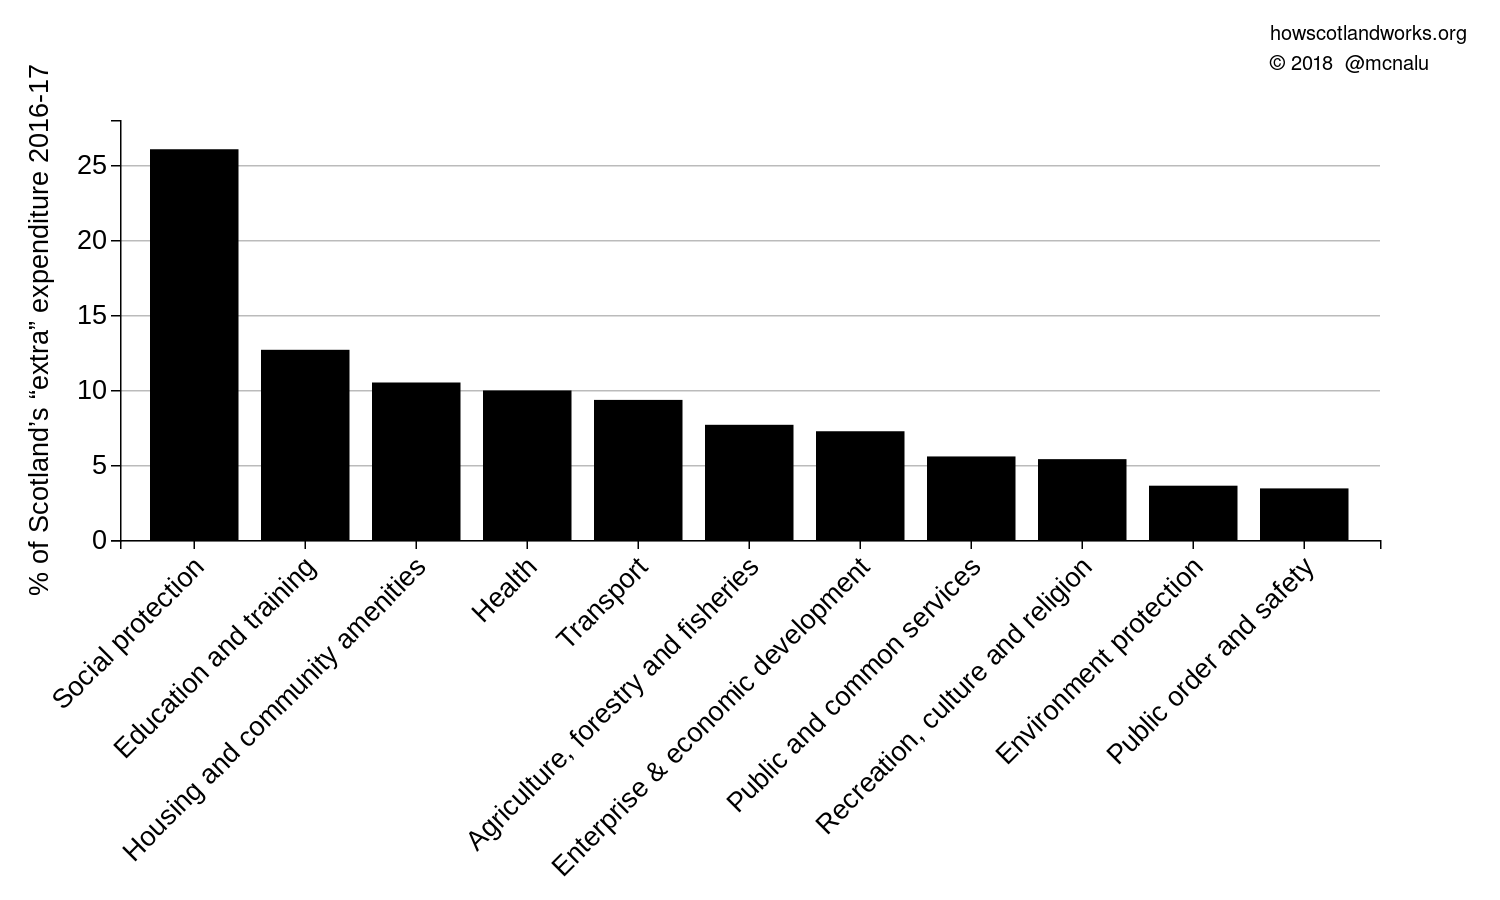 howscotlandworks.org
© 2018 @mcnalu
% of Scotland’s “extra” expenditure 2016-17
25
20
15
10
5
0
Social protection
Education and training
Housing and community amenities
Health
Transport
Agriculture, forestry and fisheries
Enterprise & economic development
Public and common services
Recreation, culture and religion
Environment protection
Public order and safety